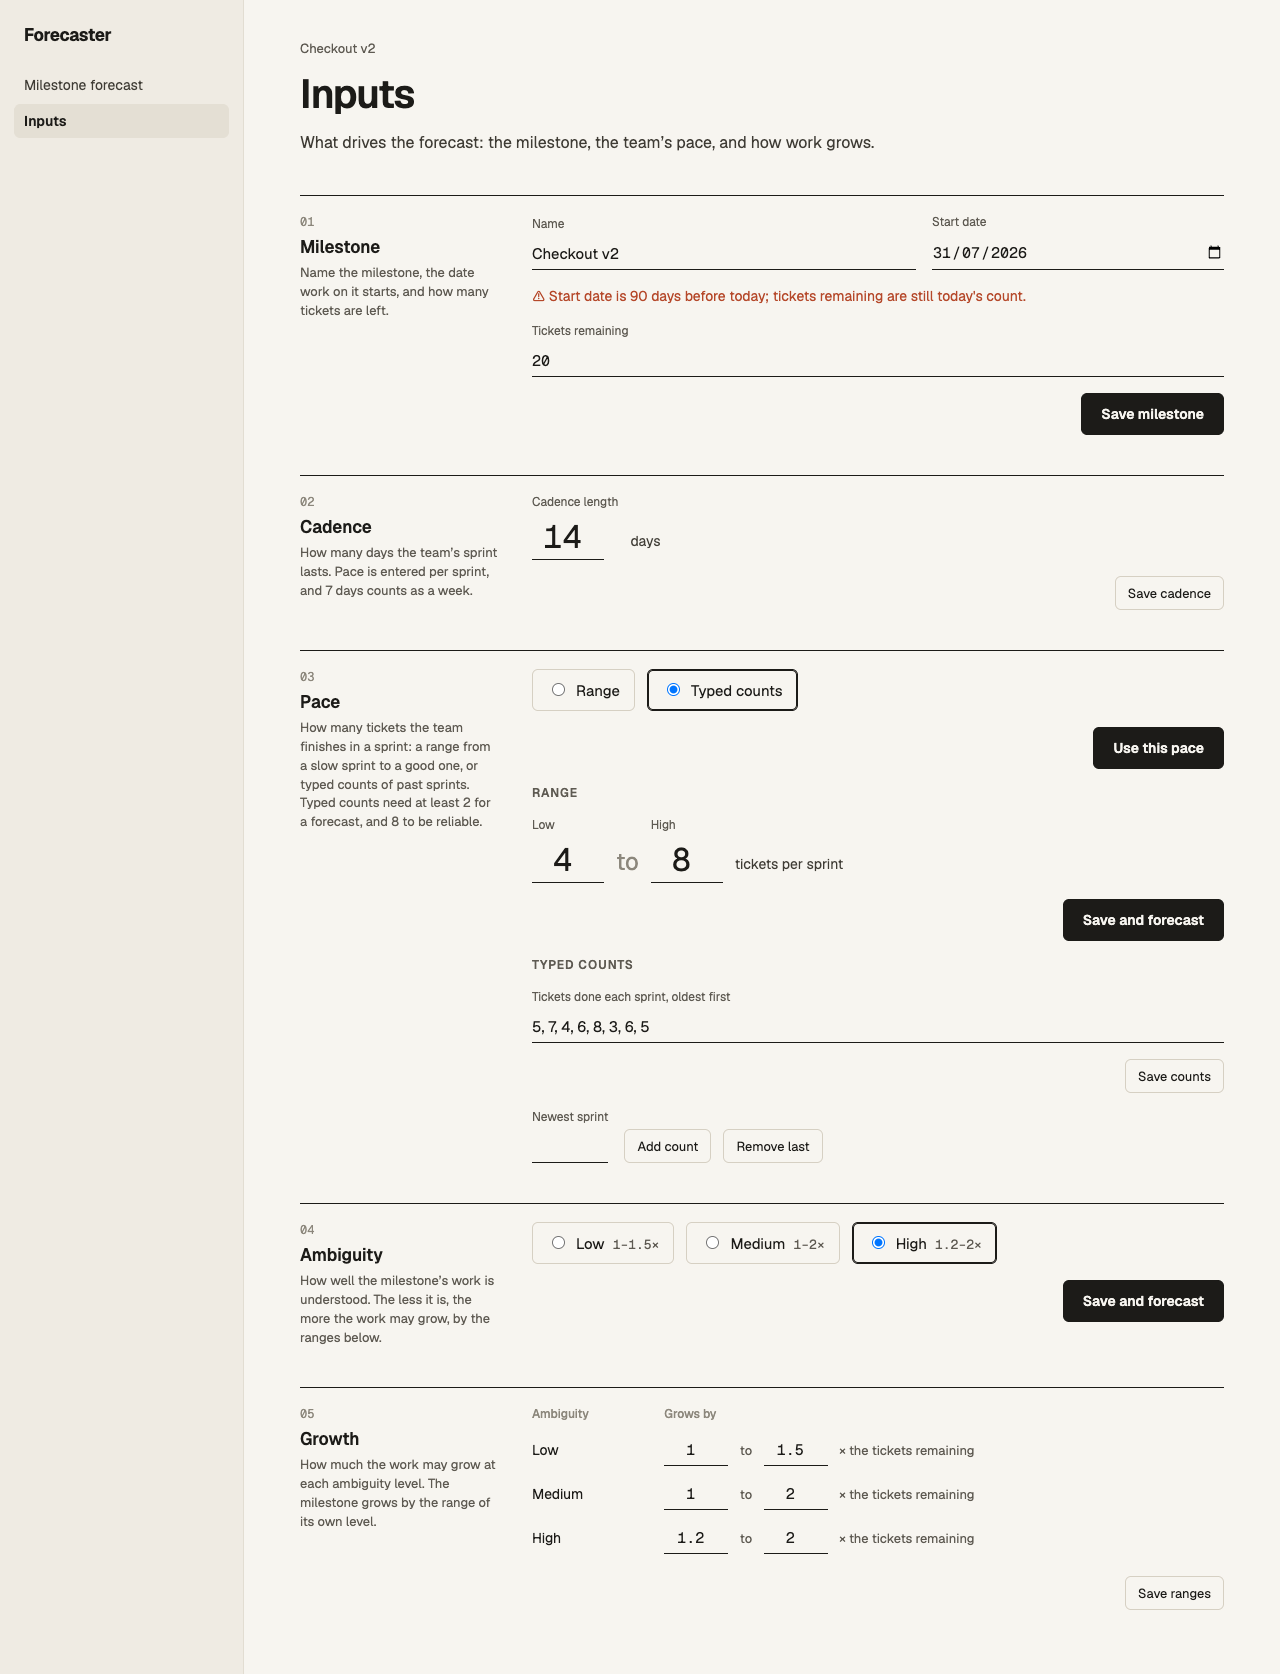 Forecaster
Milestone forecast
Inputs
Checkout v2
Inputs
What drives the forecast: the milestone, the team’s pace, and how work grows.
01
Milestone
Name the milestone, the date
work on it starts, and how many
tickets are left.
Name
Start date
Checkout v2
31/07/2026
⚠ Start date is 90 days before today; tickets remaining are still today's count.
Tickets remaining
20
Save milestone
02
Cadence
How many days the team’s sprint
lasts. Pace is entered per sprint,
and 7 days counts as a week.
Cadence length
14 days
Save cadence
03
Pace
How many tickets the team
finishes in a sprint: a range from
a slow sprint to a good one, or
typed counts of past sprints.
Typed counts need at least 2 for
a forecast, and 8 to be reliable.
Range
Typed counts
Use this pace
RANGE
Low
High
4 to 8 tickets per sprint
Save and forecast
TYPED COUNTS
Tickets done each sprint, oldest first
5, 7, 4, 6, 8, 3, 6, 5
Save counts
Newest sprint
Add count
Remove last
04
Ambiguity
How well the milestone’s work is
understood. The less it is, the
more the work may grow, by the
ranges below.
Low 1–1.5×
Medium 1–2×
High 1.2–2×
Save and forecast
05
Growth
How much the work may grow at
each ambiguity level. The
milestone grows by the range of
its own level.
Ambiguity Grows by
Low 1 to 1.5 × the tickets remaining
Medium 1 to 2 × the tickets remaining
High 1.2 to 2 × the tickets remaining
Save ranges